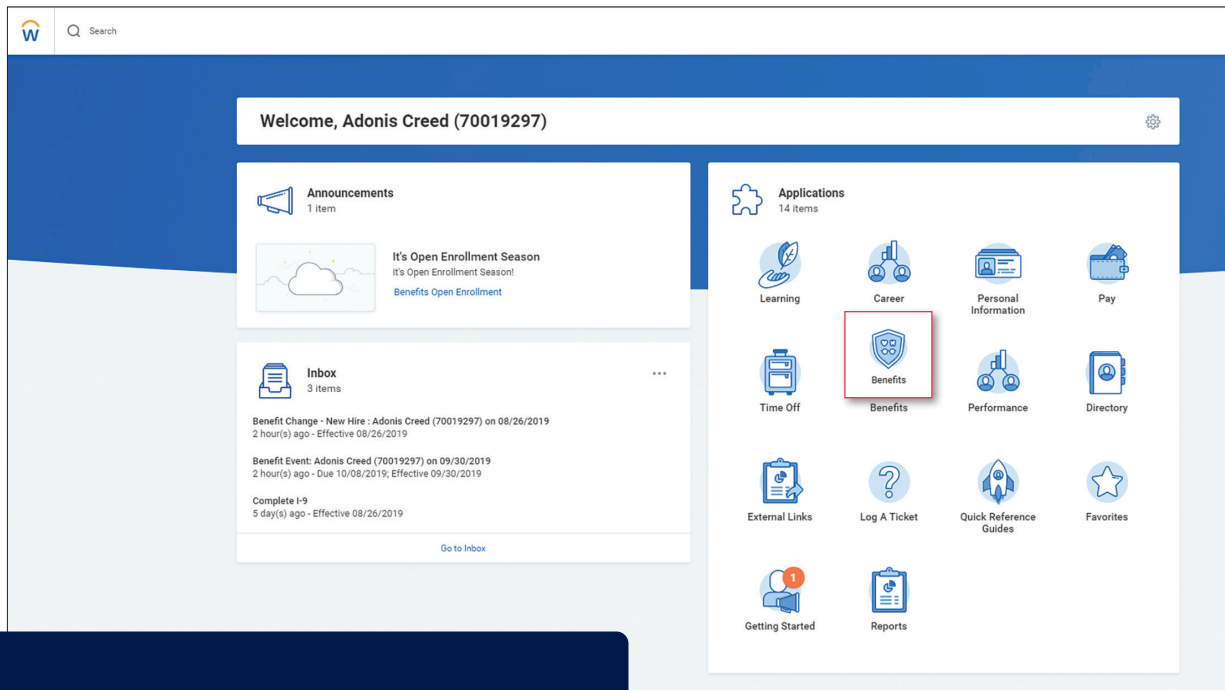 W
Search
Welcome, Adonis Creed (70019297)
Announcements
1 item
It's Open Enrollment Season
It's Open Enrollment Season!
Benefits Open Enrollment
Inbox
3 items
Benefit Change - New Hire : Adonis Creed (70019297) on 08/26/2019
2 hour(s) ago - Effective 08/26/2019
Benefit Event: Adonis Creed (70019297) on 09/30/2019
2 hour(s) ago - Due 10/08/2019; Effective 09/30/2019
Complete I-9
5 day(s) ago - Effective 08/26/2019
Go to Inbox
Applications
14 items
Learning
Career
Personal
Information
Pay
Benefits
Time Off
Benefits
Performance
Directory
External Links
Log A Ticket
Quick Reference
Guides
Favorites
1
Getting Started
Reports